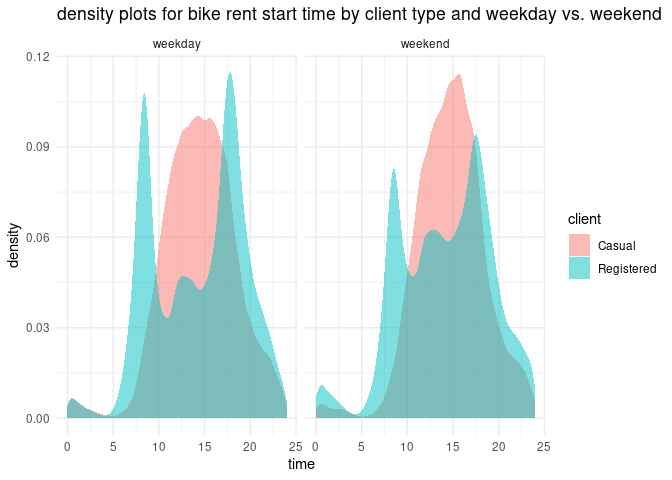 density plots for bike rent start time by client type and weekday vs. weekend
weekday
weekend
0.12
0.09
0.06
0.03
0.00
density
0 5 10 15 20 25
0 5 10 15 20 25
time
client
Casual
Registered